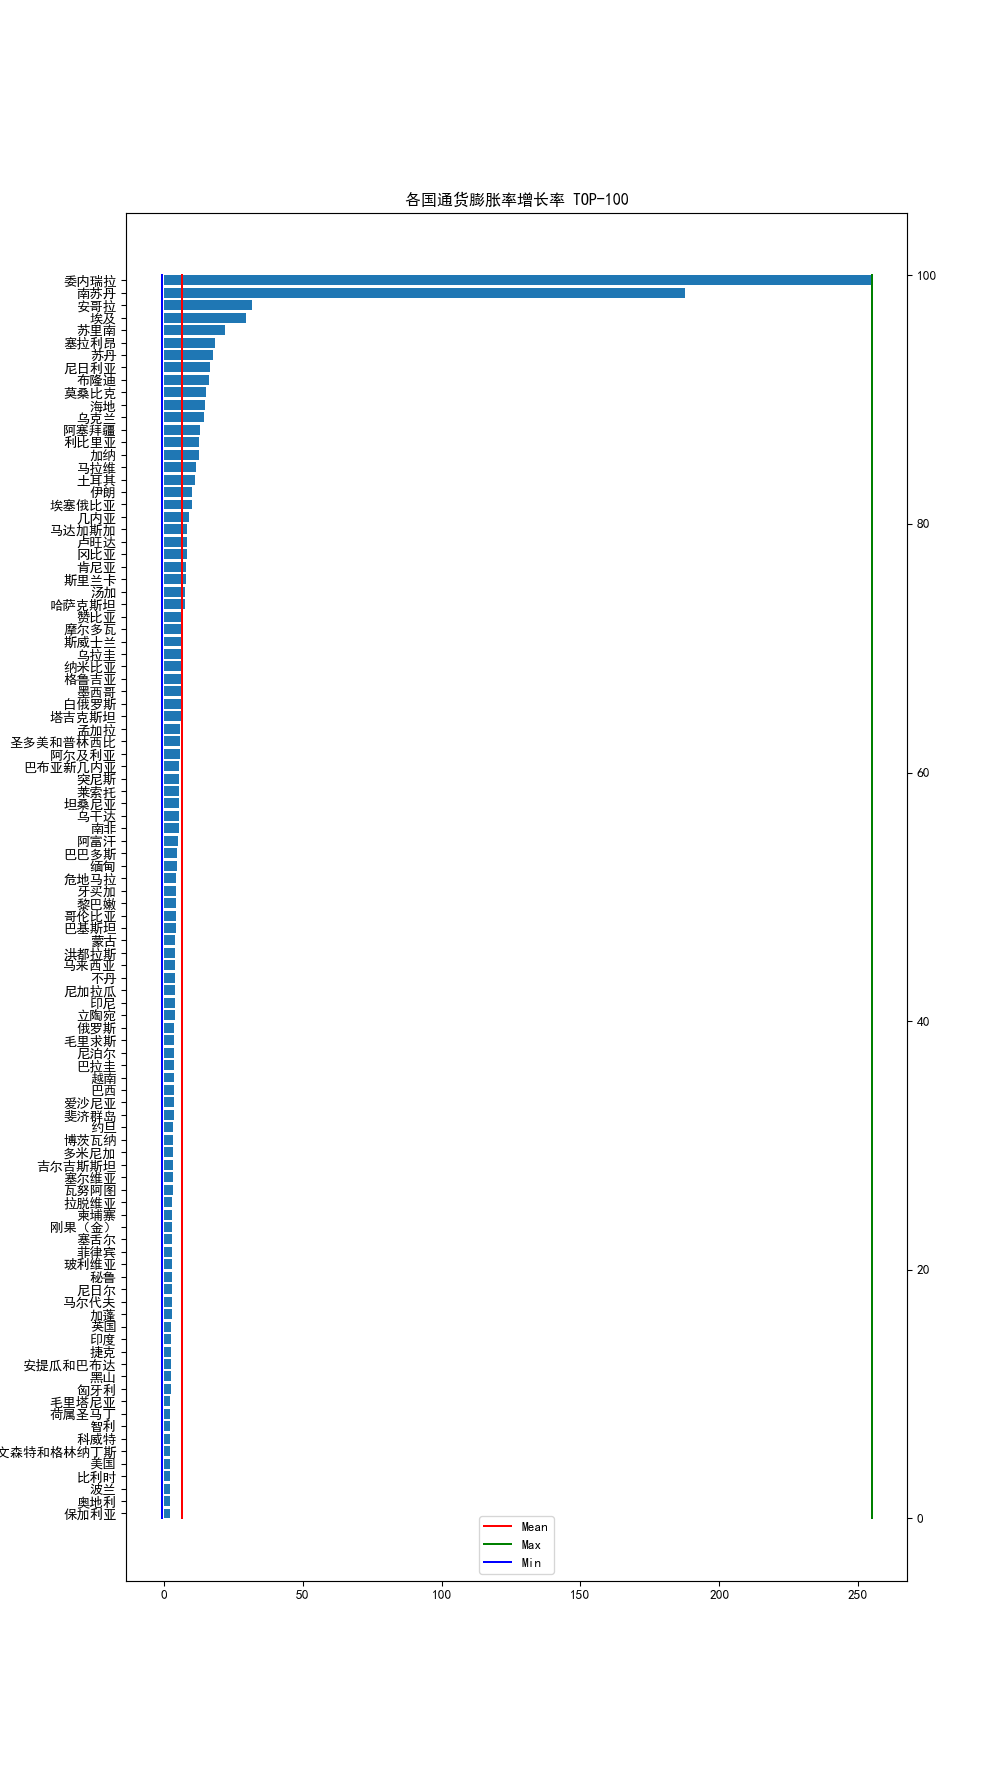 各国通货膨胀率增长率 TOP-100
委内瑞拉
南苏丹
安哥拉
埃及
苏里南
塞拉利昂
苏丹
尼日利亚
布隆迪
莫桑比克
海地
乌克兰
阿塞拜疆
利比里亚
加纳
马拉维
土耳其
伊朗
埃塞俄比亚
几内亚
马达加斯加
卢旺达
冈比亚
肯尼亚
斯里兰卡
汤加
哈萨克斯坦
赞比亚
摩尔多瓦
斯威士兰
乌拉圭
纳米比亚
格鲁吉亚
墨西哥
白俄罗斯
塔吉克斯坦
孟加拉
圣多美和普林西比
阿尔及利亚
巴布亚新几内亚
突尼斯
莱索托
坦桑尼亚
乌干达
南非
阿富汗
巴巴多斯
缅甸
危地马拉
牙买加
黎巴嫩
哥伦比亚
巴基斯坦
蒙古
洪都拉斯
马来西亚
不丹
尼加拉瓜
印尼
立陶宛
俄罗斯
毛里求斯
尼泊尔
巴拉圭
越南
巴西
爱沙尼亚
斐济群岛
约旦
博茨瓦纳
多米尼加
吉尔吉斯斯坦
塞尔维亚
瓦努阿图
拉脱维亚
柬埔寨
刚果（金）
塞舌尔
菲律宾
玻利维亚
秘鲁
尼日尔
马尔代夫
加蓬
英国
印度
捷克
安提瓜和巴布达
黑山
匈牙利
毛里塔尼亚
荷属圣马丁
智利
科威特
文森特和格林纳丁斯
美国
比利时
波兰
奥地利
保加利亚
100
80
60
40
20
0
Mean
Max
Min
0 50 100 150 200 250